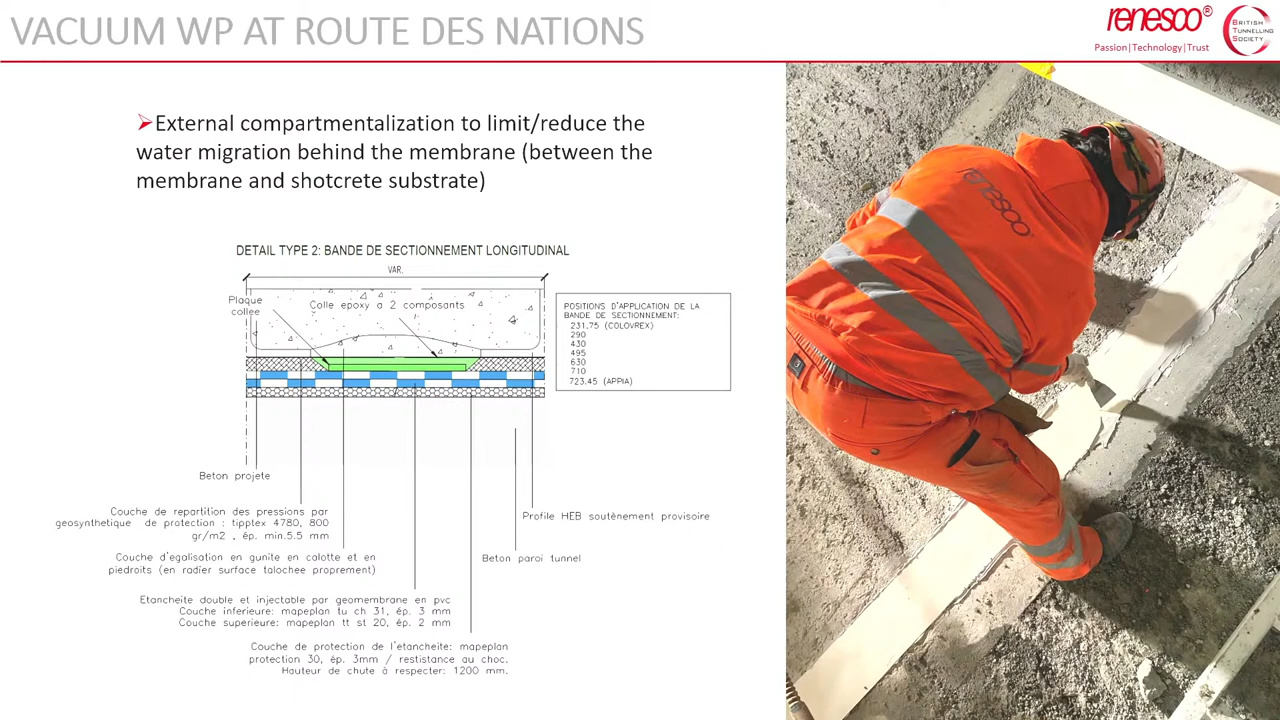 VACUUM WP AT ROUTE DES NATIONS
renesco®
Passion|Technology|Trust
BRITISH
TUNNELLING
SOCIETY
External compartmentalization to limit/reduce the
water migration behind the membrane (between the
membrane and shotcrete substrate)
DETAIL TYPE 2: BANDE DE SECTIONNEMENT LONGITUDINAL
VAR.
Plaque
collee
Colle epoxy a 2 composants
POSITIONS D'APPLICATION DE LA
BANDE DE SECTIONNEMENT:
231.75 (COLOVREX)
290
430
495
630
710
723.45 (APPIA)
Beton projete
Couche de repartition des pressions par
geosynthetique de protection : tipptex 4780, 800
gr/m2 , ép. min.5.5 mm
Profile HEB soutènement provisoire
Couche d'egalisation en gunite en calotte et en
piedroits (en radier surface talochee proprement)
Beton paroi tunnel
Etancheite double et injectable par geomembrane en pvc
Couche inferieure: mapeplan tu ch 31, ép. 3 mm
Couche superieure: mapeplan tt st 20, ép. 2 mm
Couche de protection de l'étancheite: mapeplan
protection 30, ép. 3mm / restistance au choc.
Hauteur de chute à respecter: 1200 mm.